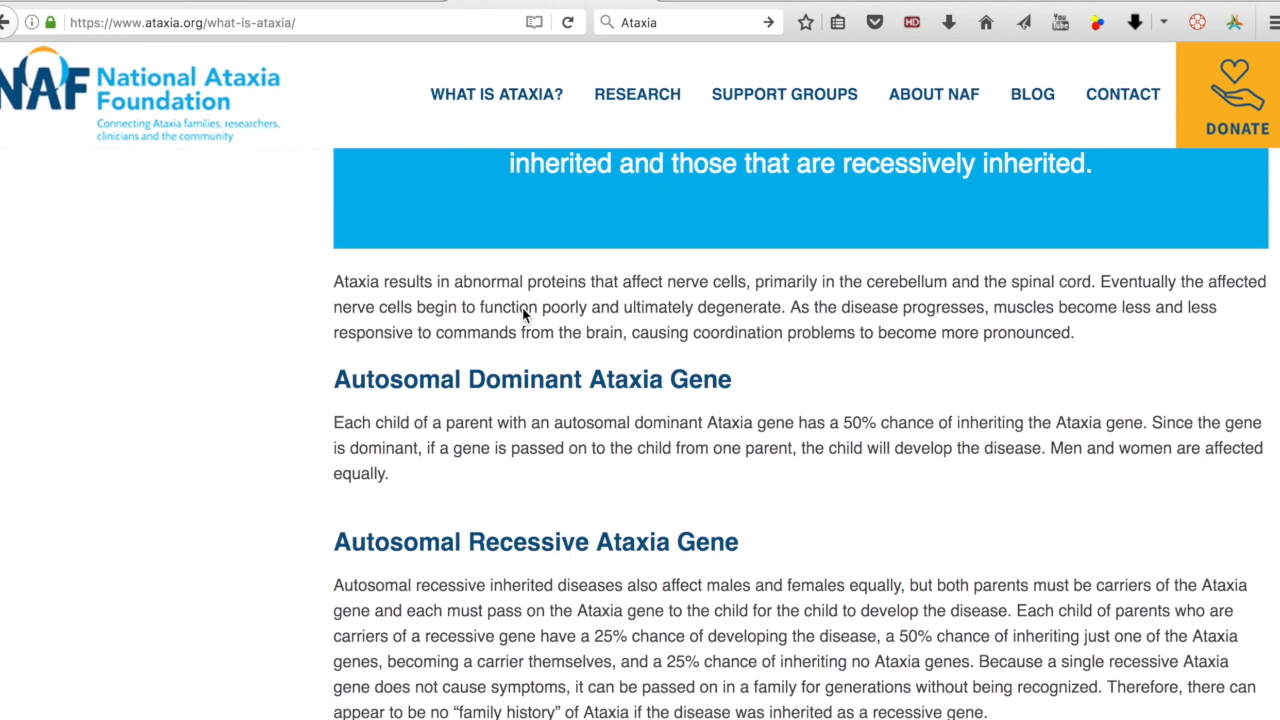 https://www.ataxia.org/what-is-ataxia/
Ataxia
HD
You
NAF
National Ataxia
Foundation
Connecting Ataxia families, researchers,
clinicians and the community
WHAT IS ATAXIA? RESEARCH SUPPORT GROUPS ABOUT NAF BLOG CONTACT
DONATE
inherited and those that are recessively inherited.
Ataxia results in abnormal proteins that affect nerve cells, primarily in the cerebellum and the spinal cord. Eventually the affected
nerve cells begin to function poorly and ultimately degenerate. As the disease progresses, muscles become less and less
responsive to commands from the brain, causing coordination problems to become more pronounced.
Autosomal Dominant Ataxia Gene
Each child of a parent with an autosomal dominant Ataxia gene has a 50% chance of inheriting the Ataxia gene. Since the gene
is dominant, if a gene is passed on to the child from one parent, the child will develop the disease. Men and women are affected
equally.
Autosomal Recessive Ataxia Gene
Autosomal recessive inherited diseases also affect males and females equally, but both parents must be carriers of the Ataxia
gene and each must pass on the Ataxia gene to the child for the child to develop the disease. Each child of parents who are
carriers of a recessive gene have a 25% chance of developing the disease, a 50% chance of inheriting just one of the Ataxia
genes, becoming a carrier themselves, and a 25% chance of inheriting no Ataxia genes. Because a single recessive Ataxia
gene does not cause symptoms, it can be passed on in a family for generations without being recognized. Therefore, there can
appear to be no “family history” of Ataxia if the disease was inherited as a recessive gene.